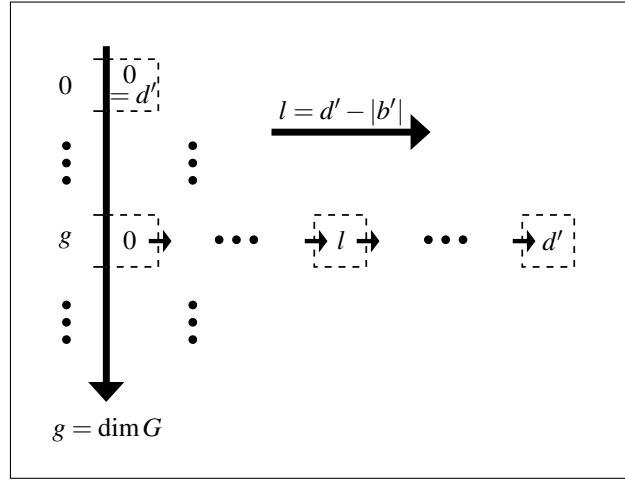 0 0
= d′
l = d′ − |b′|
g 0 l d′
g = dim G